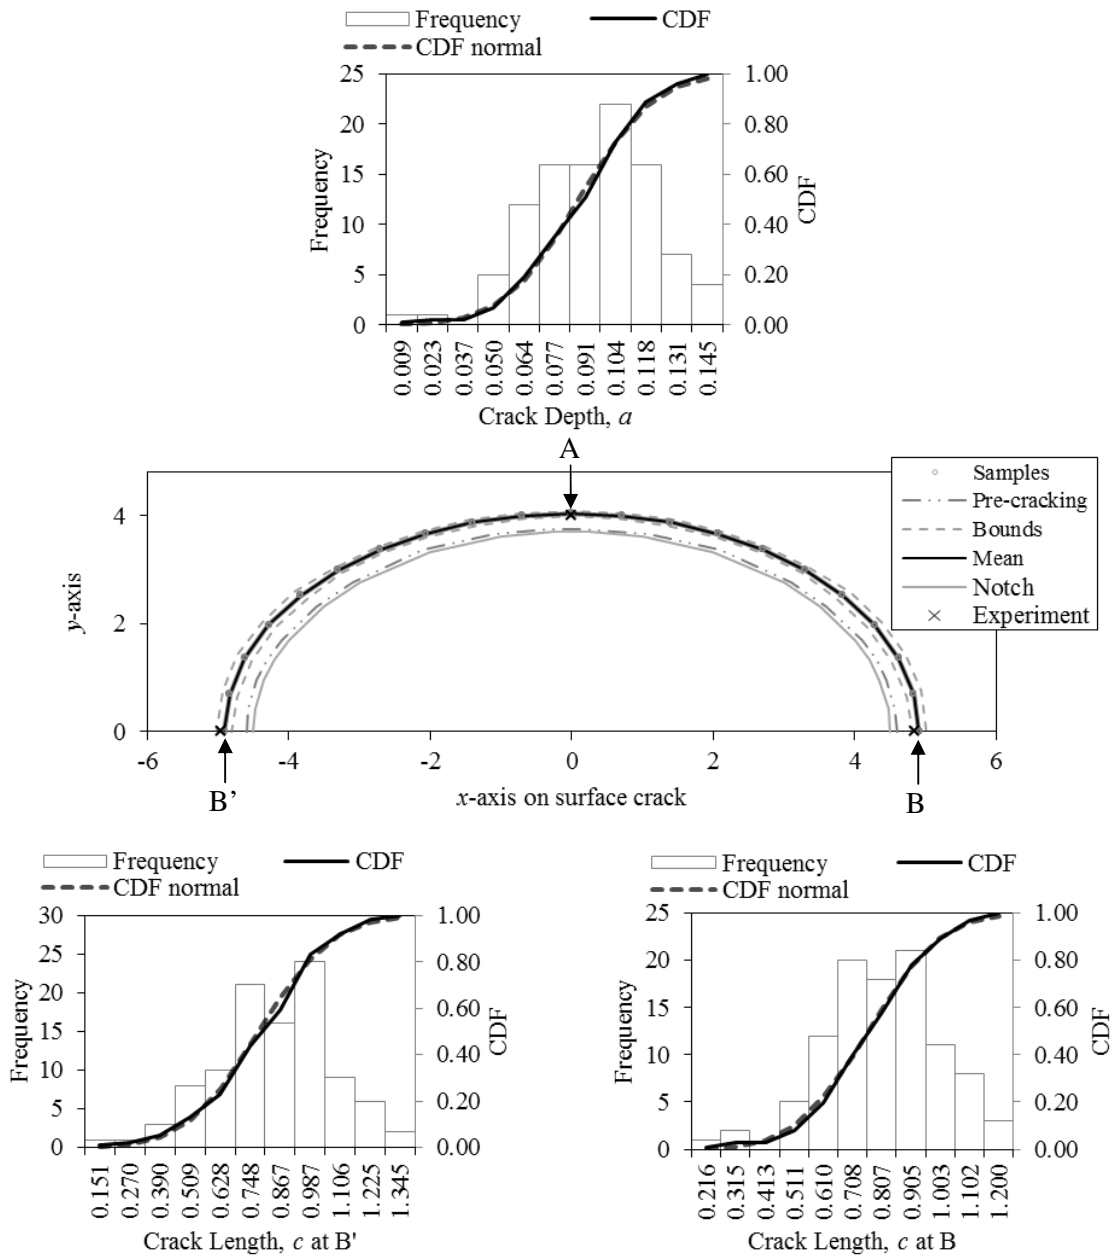 Frequency CDF
CDF normal
25
20
15
10
5
0
Frequency
1.00
0.80
0.60
0.40
0.20
0.00
CDF
0.009 0.023 0.037 0.050 0.064 0.077 0.091 0.104 0.118 0.131 0.145
Crack Depth, a
A
Samples
Pre-cracking
Bounds
Mean
Notch
Experiment
y-axis
4
2
0
-6 -4 -2 0 2 4 6
B’ x-axis on surface crack B
Frequency CDF
CDF normal
30
25
20
15
10
5
0
Frequency
1.00
0.80
0.60
0.40
0.20
0.00
CDF
0.151 0.270 0.390 0.509 0.628 0.748 0.867 0.987 1.106 1.225 1.345
Crack Length, c at B'
Frequency CDF
CDF normal
25
20
15
10
5
0
Frequency
1.00
0.80
0.60
0.40
0.20
0.00
CDF
0.216 0.315 0.413 0.511 0.610 0.708 0.807 0.905 1.003 1.102 1.200
Crack Length, c at B